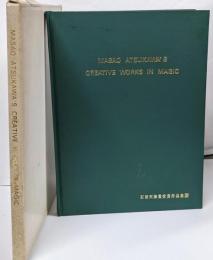 MASAO ATSUKAWA'S CREATIVE WORKS IN MAGIC
MASAO ATSUKAWA'S
CREATIVE WORKS IN MAGIC